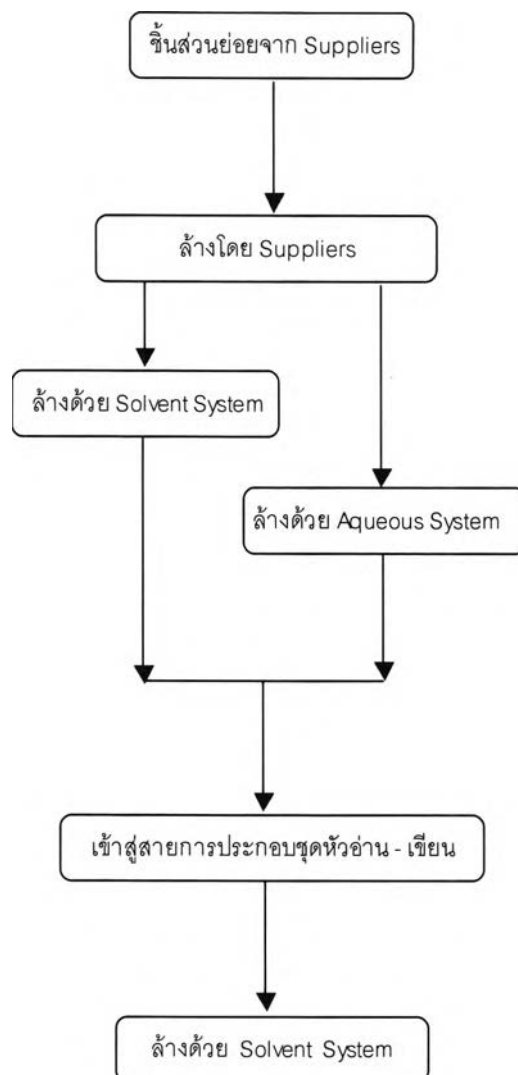 ชิ้นส่วนย่อยจาก Suppliers
ล้างโดย Suppliers
ล้างด้วย Solvent System
ล้างด้วย Aqueous System
เข้าสู่สายการประกอบชุดหัวอ่าน - เขียน
ล้างด้วย Solvent System